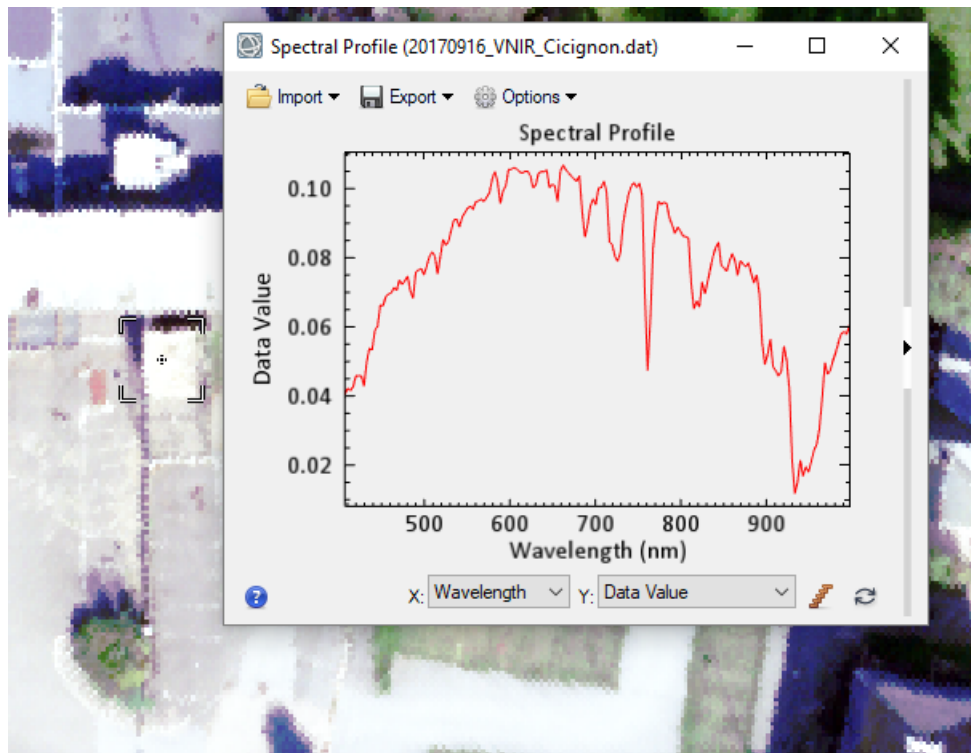 Spectral Profile (20170916_VNIR_Cicignon.dat)
Import Export Options
Spectral Profile
0.10
0.08
0.06
0.04
0.02
Data Value
500 600 700 800 900
Wavelength (nm)
? X: Wavelength Y: Data Value